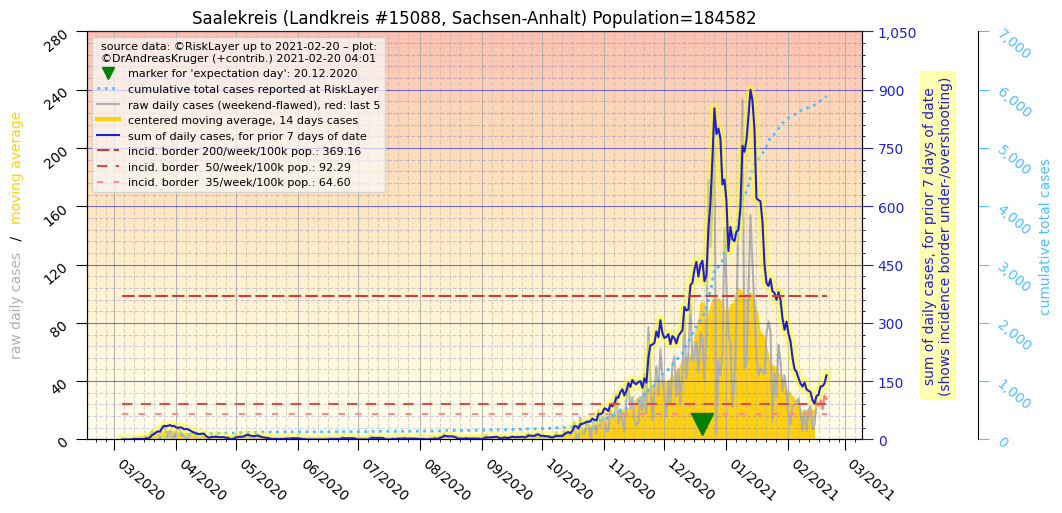 Saalekreis (Landkreis #15088, Sachsen-Anhalt) Population=184582
source data: ©RiskLayer up to 2021-02-20 – plot:
©DrAndreasKruger (+contrib.) 2021-02-20 04:01
marker for 'expectation day': 20.12.2020
cumulative total cases reported at RiskLayer
raw daily cases (weekend-flawed), red: last 5
centered moving average, 14 days cases
sum of daily cases, for prior 7 days of date
incid. border 200/week/100k pop.: 369.16
incid. border  50/week/100k pop.: 92.29
incid. border  35/week/100k pop.: 64.60
raw daily cases / moving average
280
240
200
160
120
80
40
0
03/2020
04/2020
05/2020
06/2020
07/2020
08/2020
09/2020
10/2020
11/2020
12/2020
01/2021
02/2021
03/2021
1,050
900
750
600
450
300
150
0
sum of daily cases, for prior 7 days of date
(shows incidence border under-/overshooting)
7,000
6,000
5,000
4,000
3,000
2,000
1,000
0
cumulative total cases